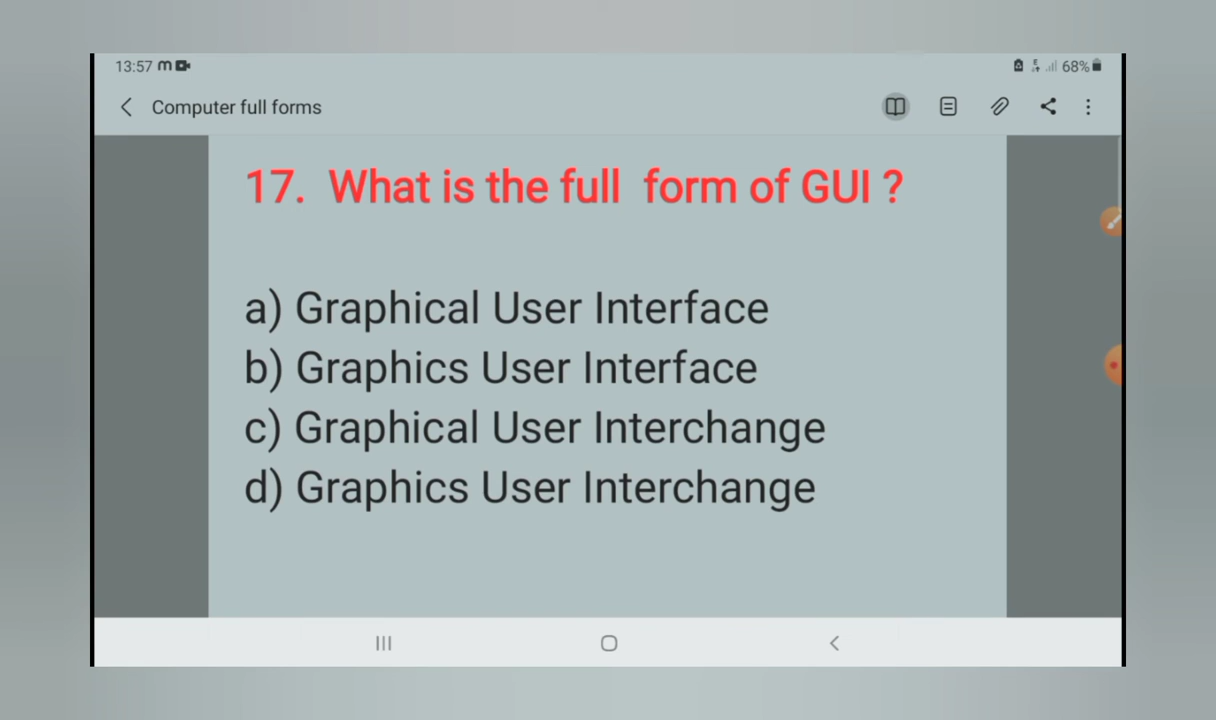 13:57 m 68%
Computer full forms
17. What is the full form of GUI ?
a) Graphical User Interface
b) Graphics User Interface
c) Graphical User Interchange
d) Graphics User Interchange